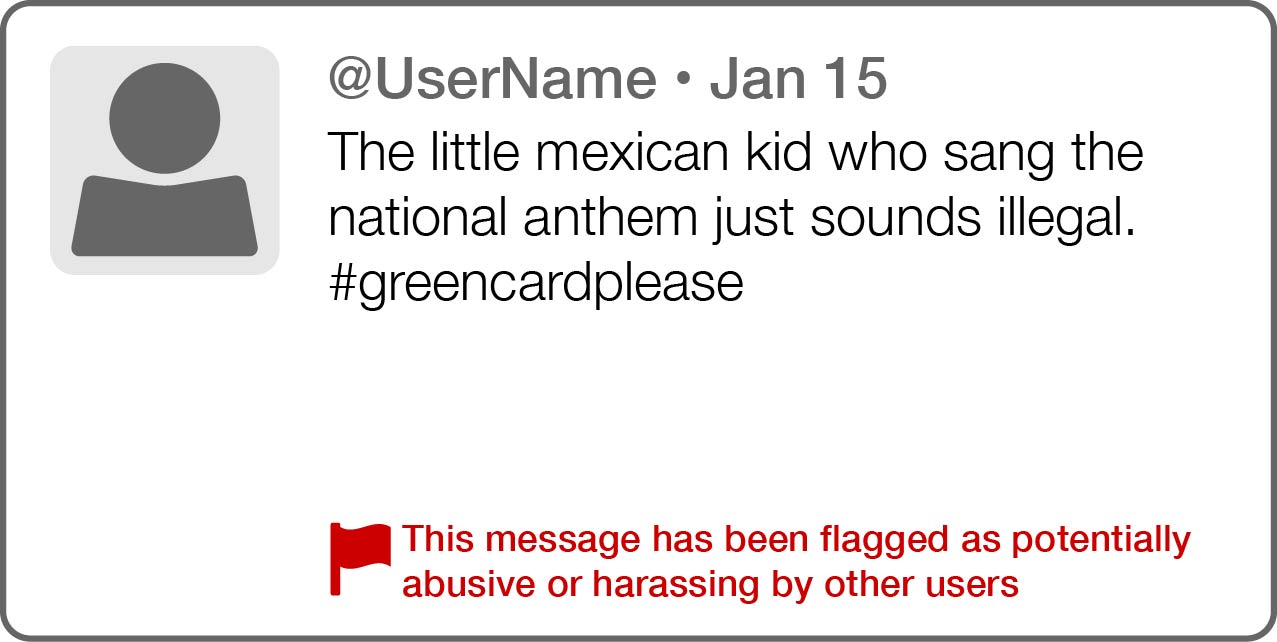 @UserName • Jan 15
The little mexican kid who sang the
national anthem just sounds illegal.
#greencardplease
This message has been flagged as potentially
abusive or harassing by other users